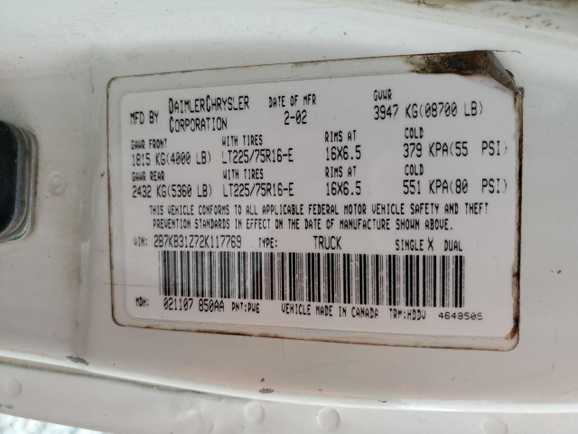 MFD BY DAIMLERCHRYSLER CORPORATION DATE OF MFR 2-02 GVWR 3947 KG(08700 LB)
GAWR FRONT WITH TIRES RIMS AT COLD
1815 KG(4000 LB) LT225/75R16-E 16X6.5 379 KPA(55 PSI)
GAWR REAR WITH TIRES RIMS AT COLD
2432 KG(5360 LB) LT225/75R16-E 16X6.5 551 KPA(80 PSI)
THIS VEHICLE CONFORMS TO ALL APPLICABLE FEDERAL MOTOR VEHICLE SAFETY AND THEFT
PREVENTION STANDARDS IN EFFECT ON THE DATE OF MANUFACTURE SHOWN ABOVE.
VIN: 2B7KB31Z72K117769 TYPE: TRUCK SINGLE X DUAL
MDH: 021107 850AA PNT:PW6 VEHICLE MADE IN CANADA TRM:HDDV 4648505